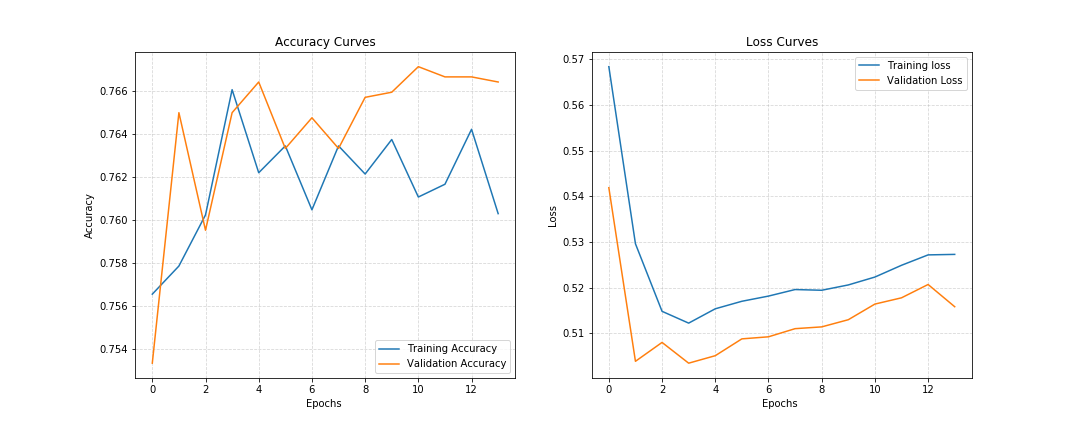 Accuracy Curves
Accuracy
0.766
0.764
0.762
0.760
0.758
0.756
0.754
Training Accuracy
Validation Accuracy
0 2 4 6 8 10 12
Epochs
Loss Curves
Loss
0.57
0.56
0.55
0.54
0.53
0.52
0.51
Training loss
Validation Loss
0 2 4 6 8 10 12
Epochs